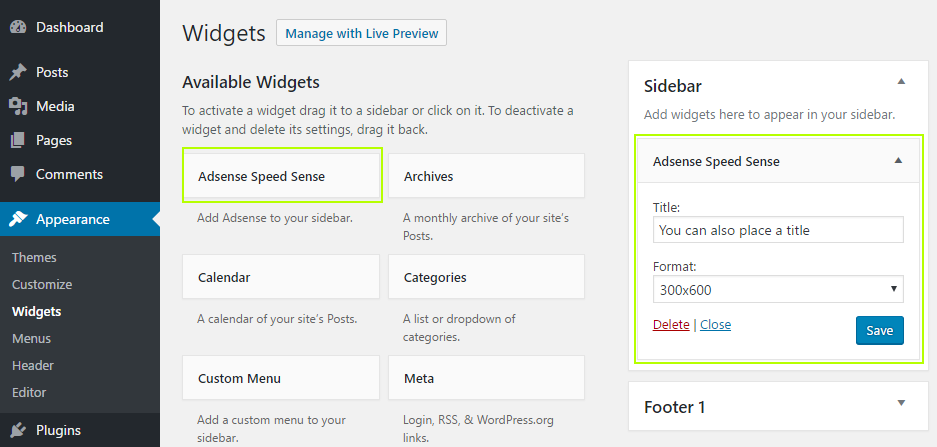 Dashboard
Posts
Media
Pages
Comments
Appearance
Themes
Customize
Widgets
Menus
Header
Editor
Plugins
Widgets
Manage with Live Preview
Available Widgets
To activate a widget drag it to a sidebar or click on it. To deactivate a
widget and delete its settings, drag it back.
Adsense Speed Sense
Add Adsense to your sidebar.
Archives
A monthly archive of your site's
Posts.
Calendar
A calendar of your site's Posts.
Categories
A list or dropdown of
categories.
Custom Menu
Add a custom menu to your
sidebar.
Meta
Login, RSS, & WordPress.org
links.
Sidebar
Add widgets here to appear in your sidebar.
Adsense Speed Sense
Title:
You can also place a title
Format:
300x600
Delete | Close
Save
Footer 1